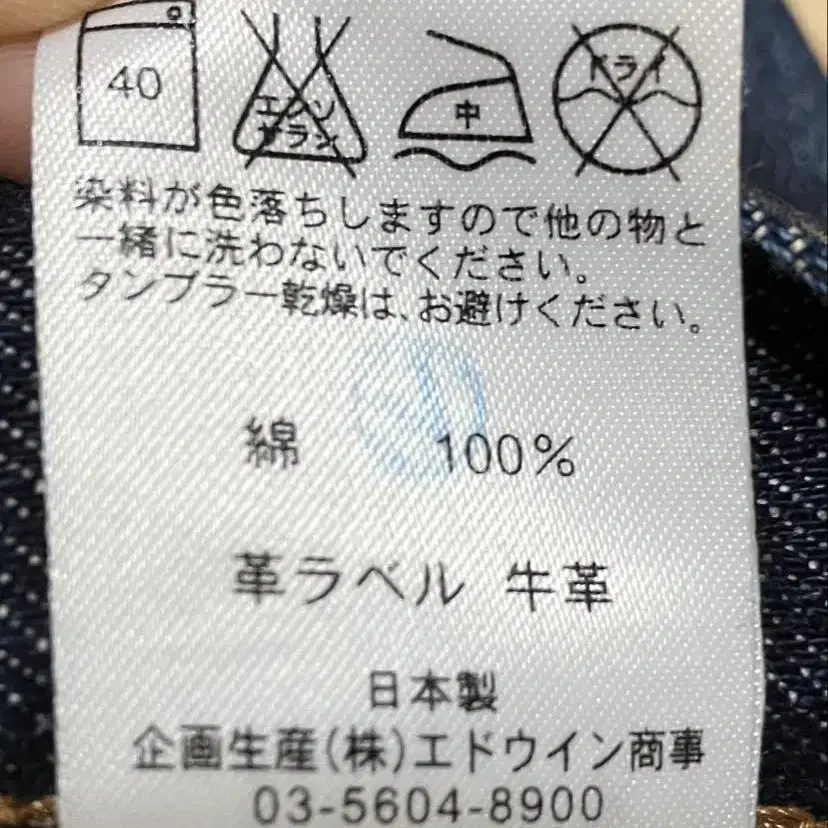 40
エンソ
サラシ
中
ドライ
染料が色落ちしますので他の物と
一緒に洗わないでください。
タンブラー乾燥は、お避けください。
綿 100%
革ラベル 牛革
日本製
企画生産(株)エドウイン商事
03-5604-8900